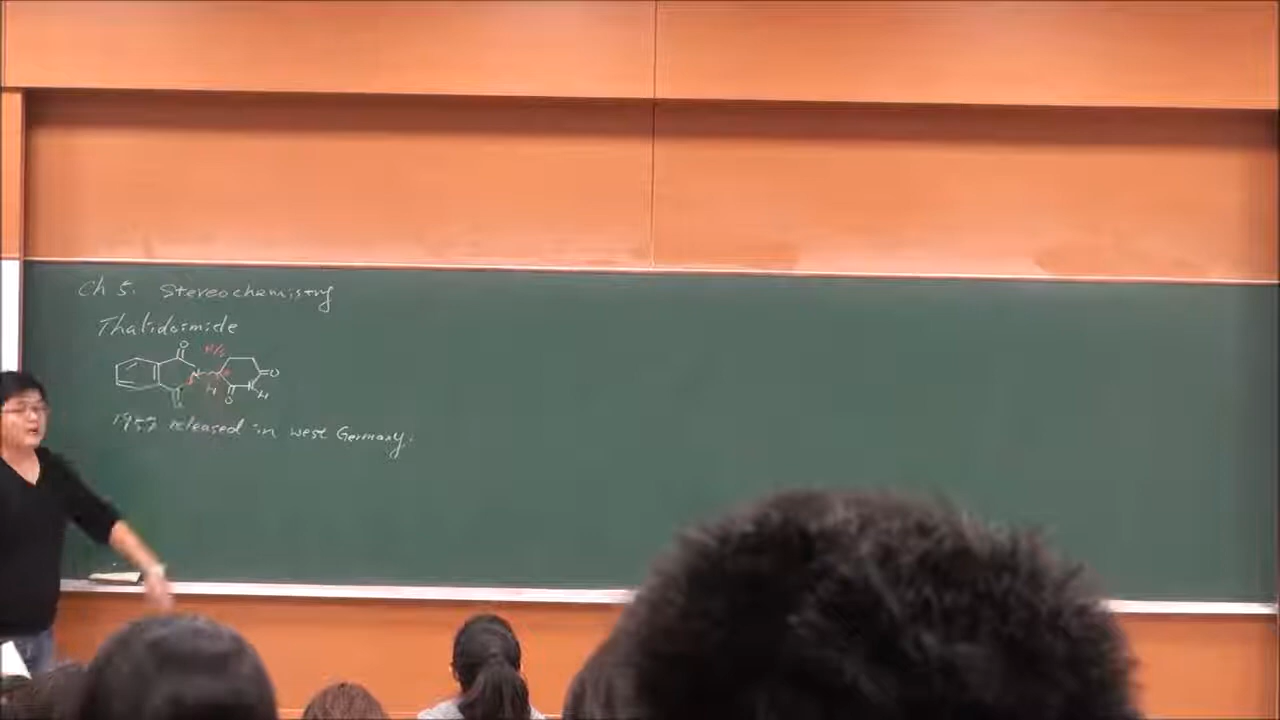 Ch 5. Stereochemistry
Thalidomide
O R/S
N O
H O N H
1957 released in west Germany.